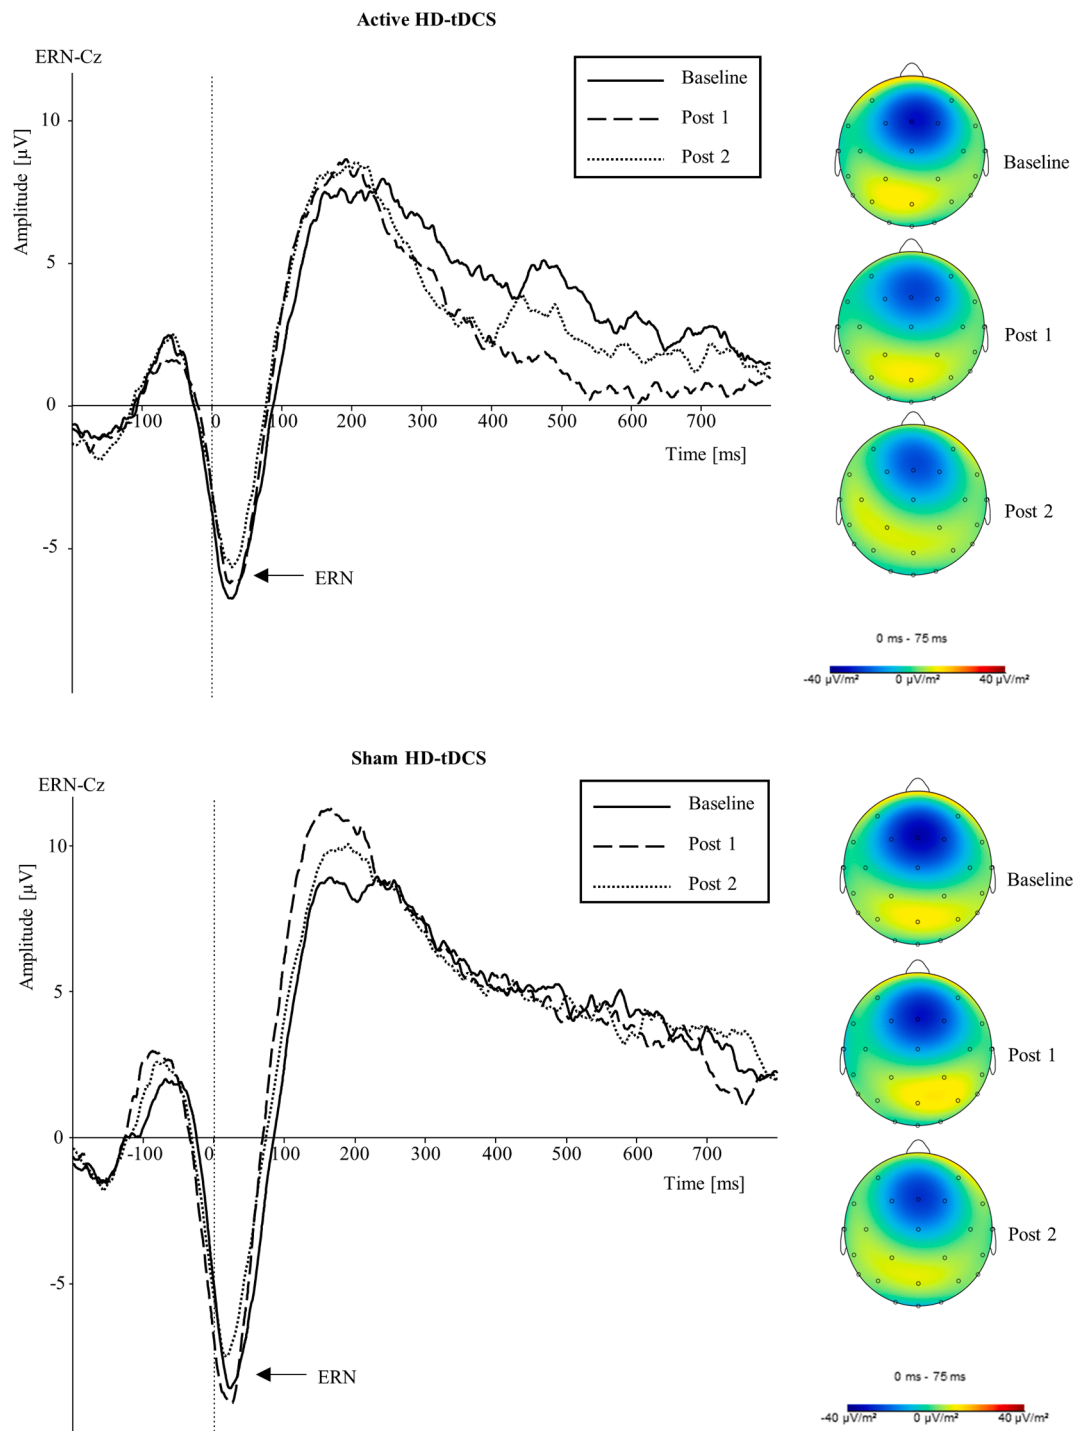 Active HD-tDCS
ERN-Cz
Amplitude [µV]
10
5
0
-5
100 0 100 200 300 400 500 600 700
Time [ms]
ERN
Baseline
Post 1
Post 2
Baseline
Post 1
Post 2
0 ms - 75 ms
-40 µV/m² 0 µV/m² 40 µV/m²
Sham HD-tDCS
ERN-Cz
Amplitude [µV]
10
5
0
-5
-100 0 100 200 300 400 500 600 700
Time [ms]
ERN
Baseline
Post 1
Post 2
Baseline
Post 1
Post 2
0 ms - 75 ms
-40 µV/m² 0 µV/m² 40 µV/m²